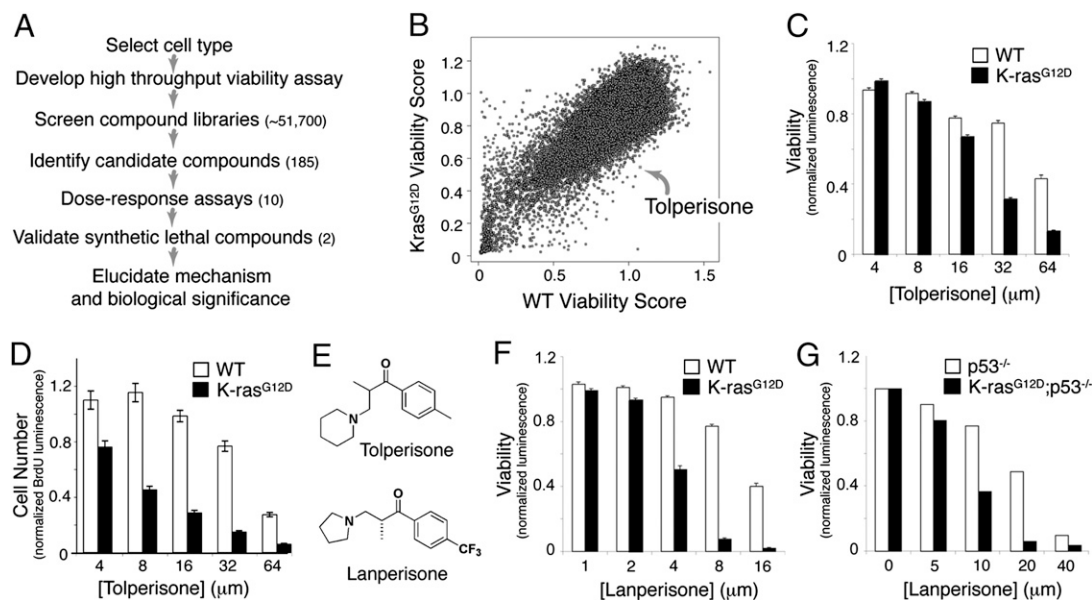 A
Select cell type
Develop high throughput viability assay
Screen compound libraries (~51,700)
Identify candidate compounds (185)
Dose-response assays (10)
Validate synthetic lethal compounds (2)
Elucidate mechanism
and biological significance
B
Kras^G12D Viability Score
1.2
1.0
0.8
0.6
0.4
0.2
0
Tolperisone
0 0.5 1.0 1.5
WT Viability Score
C
WT
K-ras^G12D
Viability
(normalized luminescence)
1.2
0.8
0.4
0
4 8 16 32 64
[Tolperisone] (μm)
D
WT
K-ras^G12D
Cell Number
(normalized BrdU luminescence)
1.2
0.8
0.4
0
4 8 16 32 64
[Tolperisone] (μm)
E
O
N
Tolperisone
O
N
CF3
Lanperisone
F
WT
K-ras^G12D
Viability
(normalized luminescence)
1.2
0.8
0.4
0
1 2 4 8 16
[Lanperisone] (μm)
G
p53-/-
K-ras^G12D;p53-/-
Viability
(normalized luminescence)
1.2
0.8
0.4
0
0 5 10 20 40
[Lanperisone] (μm)